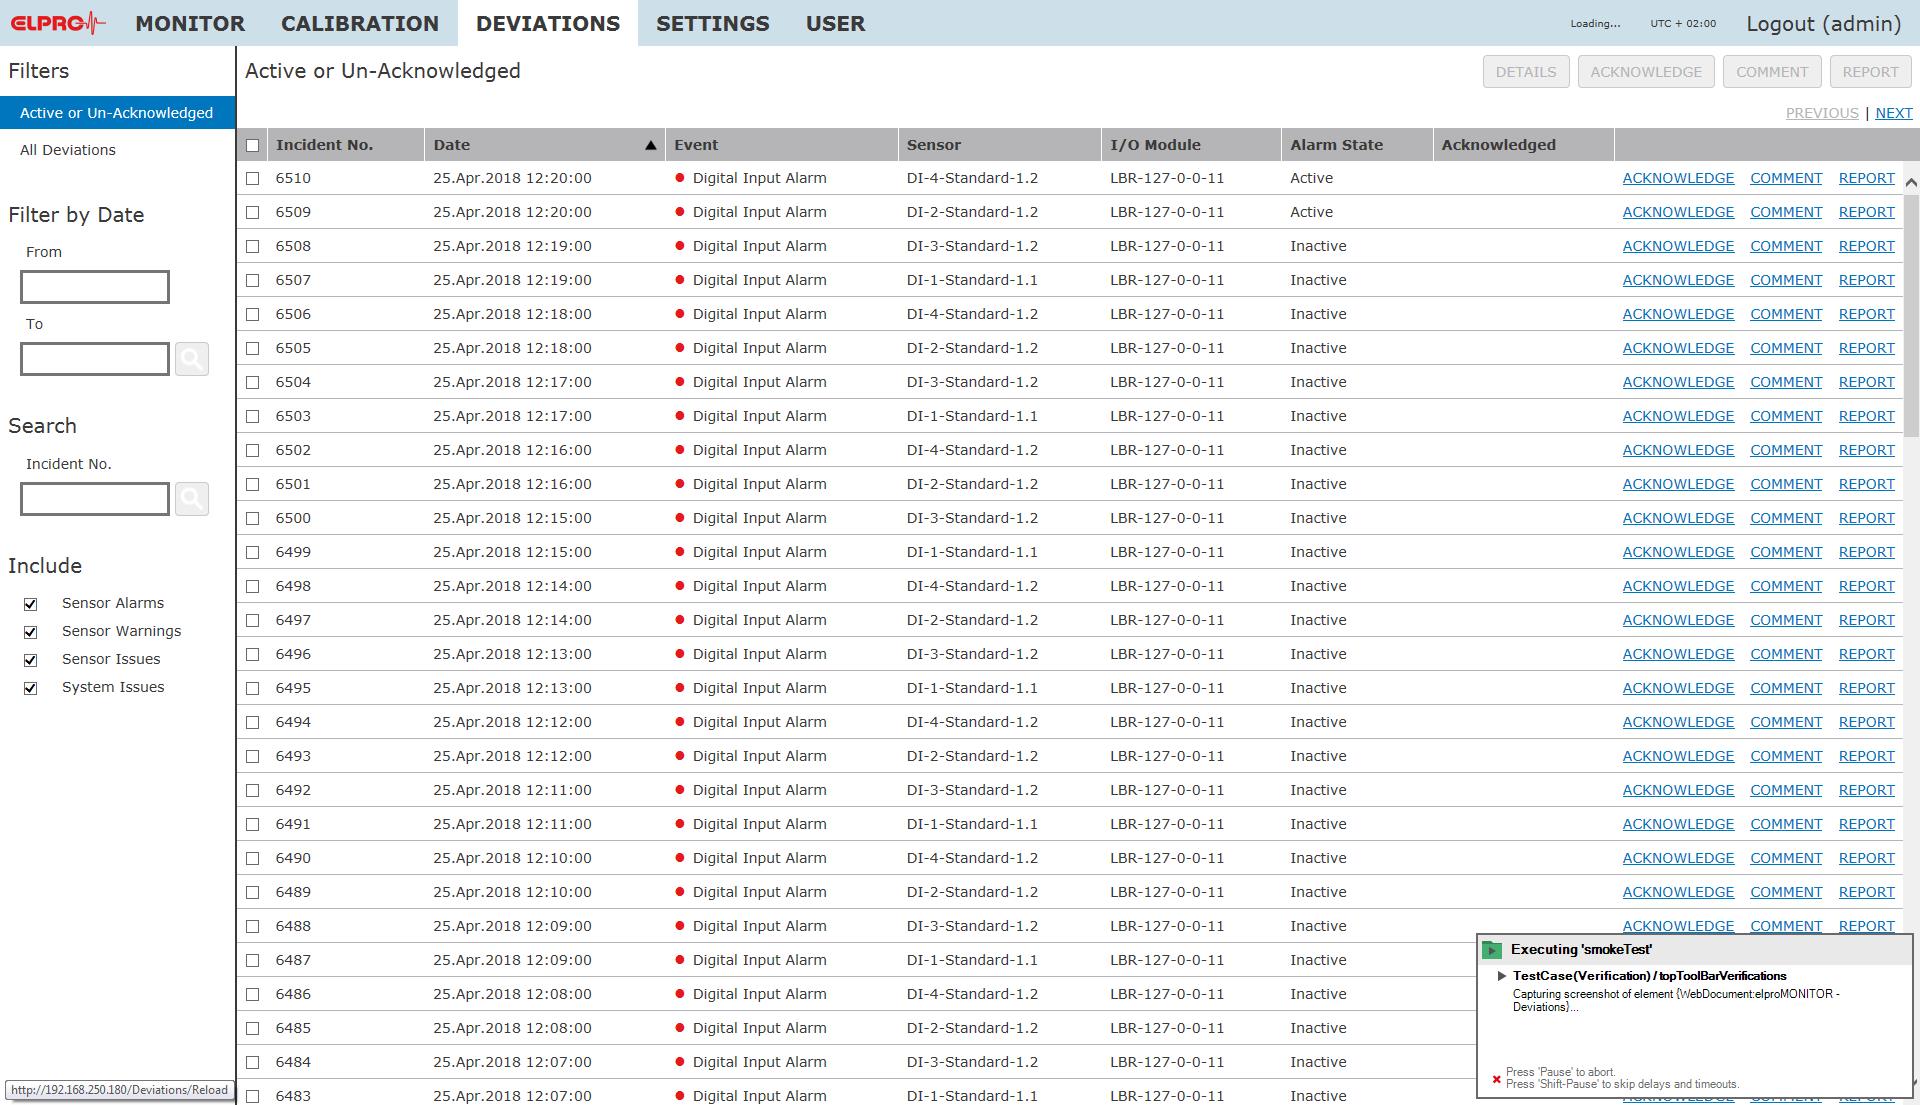 ELPRO MONITOR CALIBRATION DEVIATIONS SETTINGS USER Loading... UTC + 02:00 Logout (admin)
Filters
Active or Un-Acknowledged
All Deviations
Filter by Date
From
To
Search
Incident No.
Include
Sensor Alarms
Sensor Warnings
Sensor Issues
System Issues
http://192.168.250.180/Deviations/Reload
Active or Un-Acknowledged DETAILS ACKNOWLEDGE COMMENT REPORT
PREVIOUS | NEXT
Incident No. Date Event Sensor I/O Module Alarm State Acknowledged
6510 25.Apr.2018 12:20:00 Digital Input Alarm DI-4-Standard-1.2 LBR-127-0-0-11 Active ACKNOWLEDGE COMMENT REPORT
6509 25.Apr.2018 12:20:00 Digital Input Alarm DI-2-Standard-1.2 LBR-127-0-0-11 Active ACKNOWLEDGE COMMENT REPORT
6508 25.Apr.2018 12:19:00 Digital Input Alarm DI-3-Standard-1.2 LBR-127-0-0-11 Inactive ACKNOWLEDGE COMMENT REPORT
6507 25.Apr.2018 12:19:00 Digital Input Alarm DI-1-Standard-1.1 LBR-127-0-0-11 Inactive ACKNOWLEDGE COMMENT REPORT
6506 25.Apr.2018 12:18:00 Digital Input Alarm DI-4-Standard-1.2 LBR-127-0-0-11 Inactive ACKNOWLEDGE COMMENT REPORT
6505 25.Apr.2018 12:18:00 Digital Input Alarm DI-2-Standard-1.2 LBR-127-0-0-11 Inactive ACKNOWLEDGE COMMENT REPORT
6504 25.Apr.2018 12:17:00 Digital Input Alarm DI-3-Standard-1.2 LBR-127-0-0-11 Inactive ACKNOWLEDGE COMMENT REPORT
6503 25.Apr.2018 12:17:00 Digital Input Alarm DI-1-Standard-1.1 LBR-127-0-0-11 Inactive ACKNOWLEDGE COMMENT REPORT
6502 25.Apr.2018 12:16:00 Digital Input Alarm DI-4-Standard-1.2 LBR-127-0-0-11 Inactive ACKNOWLEDGE COMMENT REPORT
6501 25.Apr.2018 12:16:00 Digital Input Alarm DI-2-Standard-1.2 LBR-127-0-0-11 Inactive ACKNOWLEDGE COMMENT REPORT
6500 25.Apr.2018 12:15:00 Digital Input Alarm DI-3-Standard-1.2 LBR-127-0-0-11 Inactive ACKNOWLEDGE COMMENT REPORT
6499 25.Apr.2018 12:15:00 Digital Input Alarm DI-1-Standard-1.1 LBR-127-0-0-11 Inactive ACKNOWLEDGE COMMENT REPORT
6498 25.Apr.2018 12:14:00 Digital Input Alarm DI-4-Standard-1.2 LBR-127-0-0-11 Inactive ACKNOWLEDGE COMMENT REPORT
6497 25.Apr.2018 12:14:00 Digital Input Alarm DI-2-Standard-1.2 LBR-127-0-0-11 Inactive ACKNOWLEDGE COMMENT REPORT
6496 25.Apr.2018 12:13:00 Digital Input Alarm DI-3-Standard-1.2 LBR-127-0-0-11 Inactive ACKNOWLEDGE COMMENT REPORT
6495 25.Apr.2018 12:13:00 Digital Input Alarm DI-1-Standard-1.1 LBR-127-0-0-11 Inactive ACKNOWLEDGE COMMENT REPORT
6494 25.Apr.2018 12:12:00 Digital Input Alarm DI-4-Standard-1.2 LBR-127-0-0-11 Inactive ACKNOWLEDGE COMMENT REPORT
6493 25.Apr.2018 12:12:00 Digital Input Alarm DI-2-Standard-1.2 LBR-127-0-0-11 Inactive ACKNOWLEDGE COMMENT REPORT
6492 25.Apr.2018 12:11:00 Digital Input Alarm DI-3-Standard-1.2 LBR-127-0-0-11 Inactive ACKNOWLEDGE COMMENT REPORT
6491 25.Apr.2018 12:11:00 Digital Input Alarm DI-1-Standard-1.1 LBR-127-0-0-11 Inactive ACKNOWLEDGE COMMENT REPORT
6490 25.Apr.2018 12:10:00 Digital Input Alarm DI-4-Standard-1.2 LBR-127-0-0-11 Inactive ACKNOWLEDGE COMMENT REPORT
6489 25.Apr.2018 12:10:00 Digital Input Alarm DI-2-Standard-1.2 LBR-127-0-0-11 Inactive ACKNOWLEDGE COMMENT REPORT
6488 25.Apr.2018 12:09:00 Digital Input Alarm DI-3-Standard-1.2 LBR-127-0-0-11 Inactive ACKNOWLEDGE COMMENT REPORT
6487 25.Apr.2018 12:09:00 Digital Input Alarm DI-1-Standard-1.1 LBR-127-0-0-11 Inactive
6486 25.Apr.2018 12:08:00 Digital Input Alarm DI-4-Standard-1.2 LBR-127-0-0-11 Inactive
6485 25.Apr.2018 12:08:00 Digital Input Alarm DI-2-Standard-1.2 LBR-127-0-0-11 Inactive
6484 25.Apr.2018 12:07:00 Digital Input Alarm DI-3-Standard-1.2 LBR-127-0-0-11 Inactive
6483 25.Apr.2018 12:07:00 Digital Input Alarm DI-1-Standard-1.1 LBR-127-0-0-11 Inactive
Executing 'smokeTest'
TestCase(Verification) / topToolBarVerifications
Capturing screenshot of element {WebDocument:elproMONITOR -
Deviations}...
Press 'Pause' to abort.
Press 'Shift-Pause' to skip delays and timeouts.